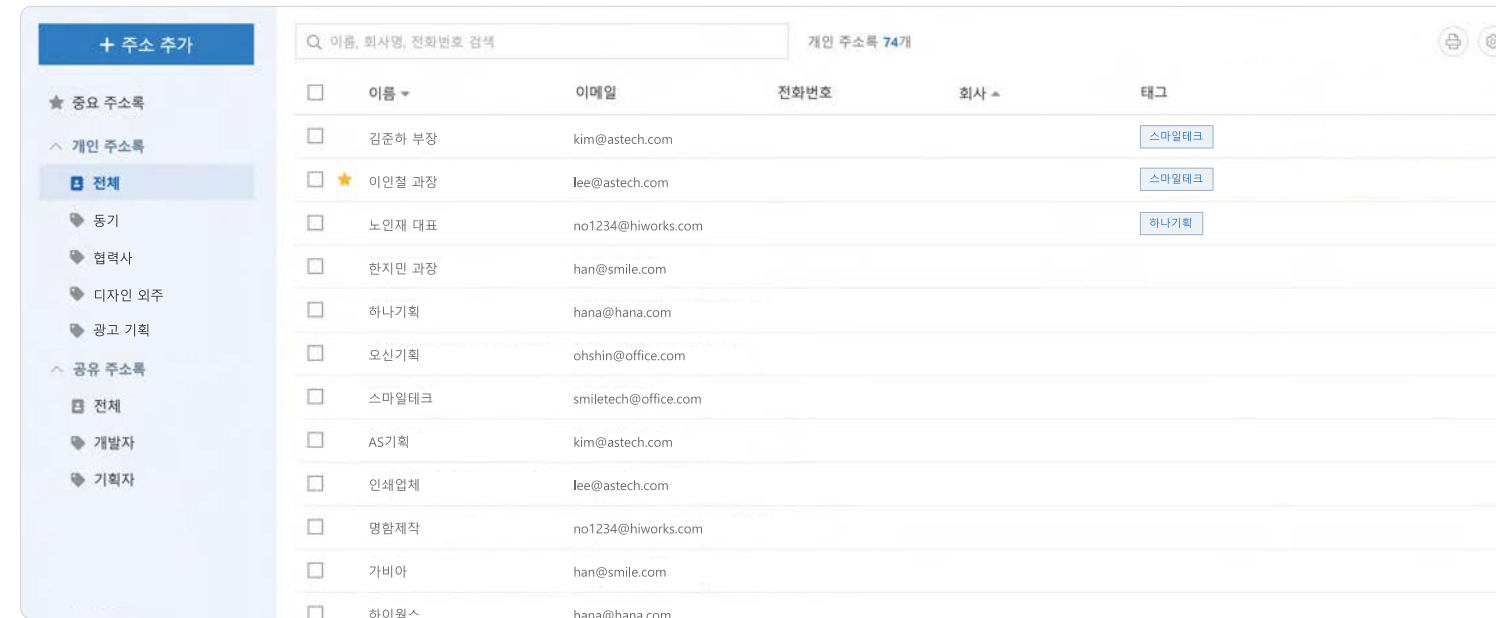 + 주소 추가
중요 주소록
개인 주소록
전체
동기
협력사
디자인 외주
광고 기획
공유 주소록
전체
개발자
기획자
이름, 회사명, 전화번호 검색
개인 주소록 74개
이름 이메일 전화번호 회사 태그
김준하 부장 kim@astech.com 스마일테크
이인철 과장 lee@astech.com 스마일테크
노인재 대표 no1234@hiworks.com 하나기획
한지민 과장 han@smile.com
하나기획 hana@hana.com
오신기획 ohshin@office.com
스마일테크 smiletech@office.com
AS기획 kim@astech.com
인쇄업체 lee@astech.com
명함제작 no1234@hiworks.com
가비아 han@smile.com
하이웍스 hana@hana.com